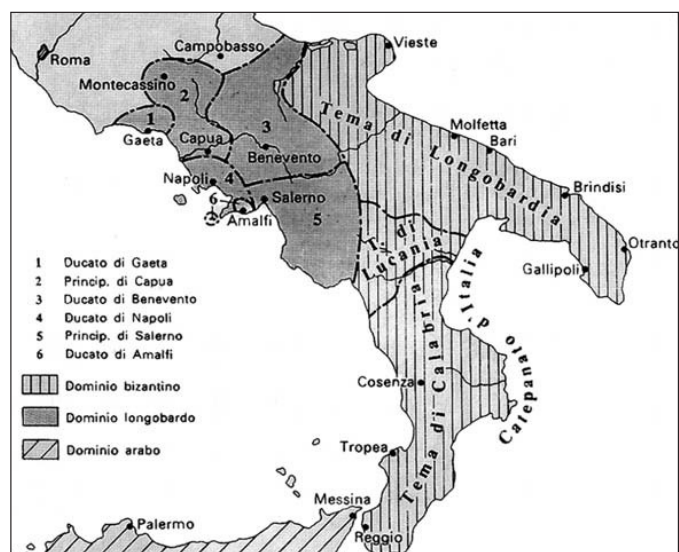 Roma
Campobasso
Vieste
Montecassino
2
1
Gaeta
3
Capua
Benevento
Tema di Longobardia
Molfetta
Bari
Napoli
4
6
Salerno
Amalfi
5
Brindisi
T. di Lucania
Otranto
Gallipoli
1 Ducato di Gaeta
2 Princip. di Capua
3 Ducato di Benevento
4 Ducato di Napoli
5 Princip. di Salerno
6 Ducato di Amalfi
Dominio bizantino
Dominio longobardo
Dominio arabo
Catepanato d'Italia
Tema di Calabria
Cosenza
Tropea
Messina
Reggio
Palermo